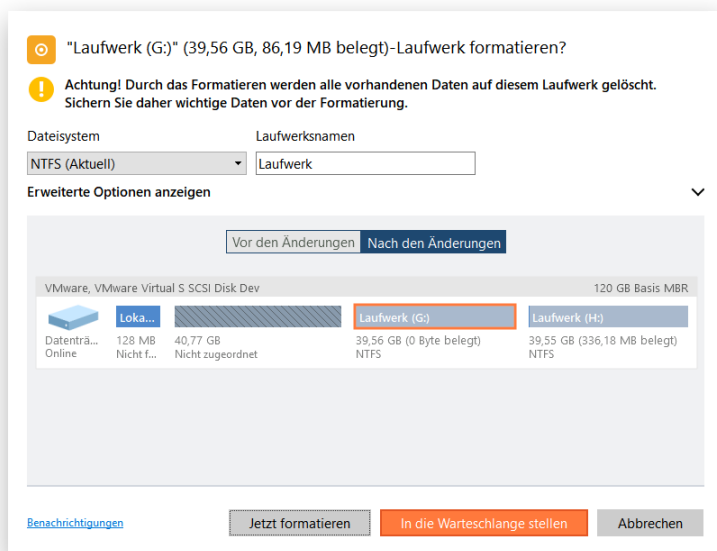 "Laufwerk (G:)" (39,56 GB, 86,19 MB belegt)-Laufwerk formatieren?
Achtung! Durch das Formatieren werden alle vorhandenen Daten auf diesem Laufwerk gelöscht.
Sichern Sie daher wichtige Daten vor der Formatierung.
Dateisystem Laufwerksnamen
NTFS (Aktuell) Laufwerk
Erweiterte Optionen anzeigen
Vor den Änderungen Nach den Änderungen
VMware, VMware Virtual S SCSI Disk Dev 120 GB Basis MBR
Loka... Laufwerk (G:) Laufwerk (H:)
Datenträ... 128 MB 40,77 GB 39,56 GB (0 Byte belegt) 39,55 GB (336,18 MB belegt)
Online Nicht f... Nicht zugeordnet NTFS NTFS
Benachrichtigungen Jetzt formatieren In die Warteschlange stellen Abbrechen